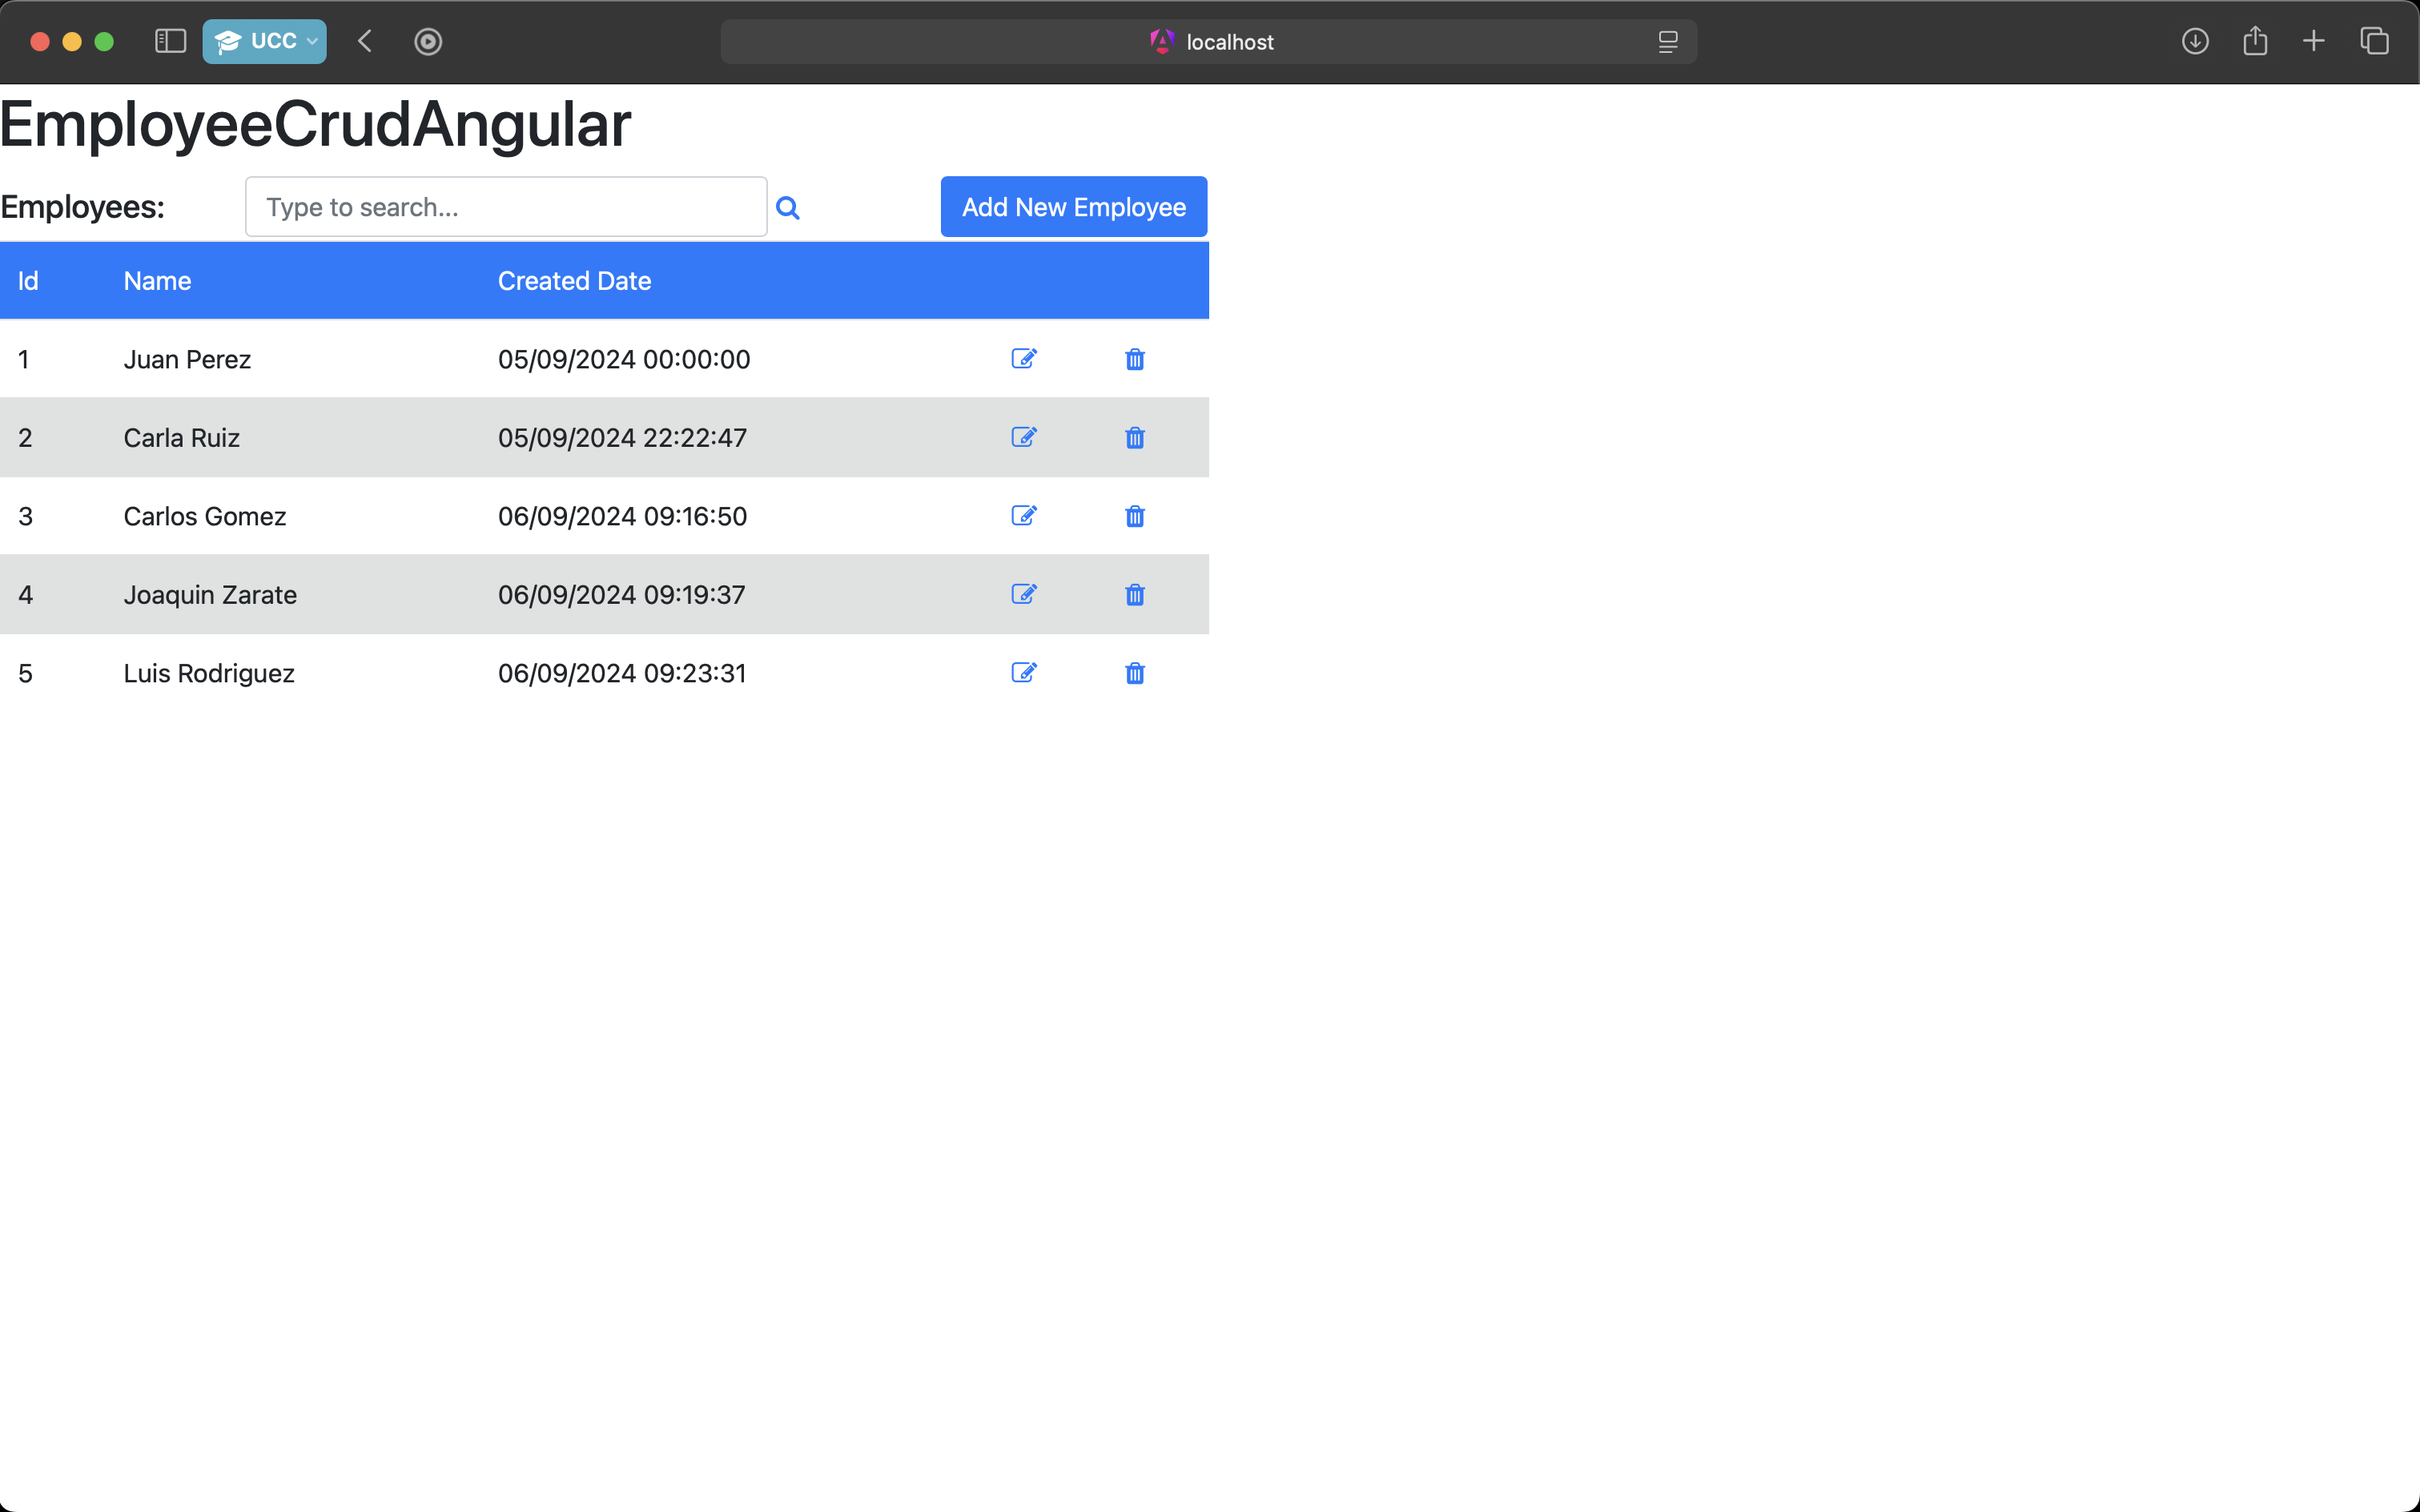 UCC
localhost
EmployeeCrudAngular
Employees: Type to search... Add New Employee
Id Name Created Date
1 Juan Perez 05/09/2024 00:00:00
2 Carla Ruiz 05/09/2024 22:22:47
3 Carlos Gomez 06/09/2024 09:16:50
4 Joaquin Zarate 06/09/2024 09:19:37
5 Luis Rodriguez 06/09/2024 09:23:31